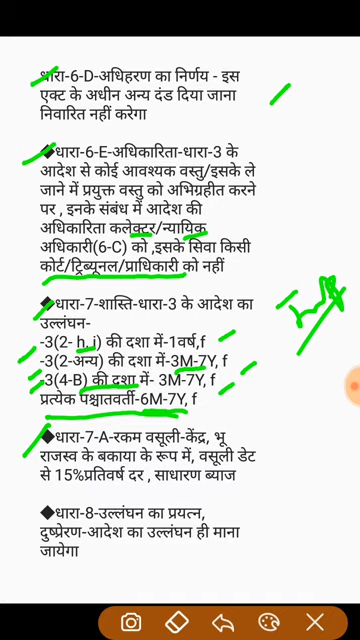 धारा-6-D-अधिहरण का निर्णय - इस
एक्ट के अधीन अन्य दंड दिया जाना
निवारित नहीं करेगा
◆धारा-6-E-अधिकारिता-धारा-3 के
आदेश से कोई आवश्यक वस्तु/इसके ले
जाने में प्रयुक्त वस्तु को अभिग्रहीत करने
पर , इनके संबंध में आदेश की
अधिकारिता कलेक्टर/न्यायिक
अधिकारी(6-C) को ,इसके सिवा किसी
कोर्ट/ट्रिब्यूनल/प्राधिकारी को नहीं
◆धारा-7-शास्ति-धारा-3 के आदेश का
उल्लंघन-
-3(2- h, i) की दशा में-1वर्ष,f
-3(2-अन्य) की दशा में-3M-7Y, f
-3(4-B) की दशा में- 3M-7Y, f
प्रत्येक पश्चातवर्ती-6M-7Y, f
◆धारा-7-A-रकम वसूली-केंद्र, भू
राजस्व के बकाया के रूप में, वसूली डेट
से 15%प्रतिवर्ष दर , साधारण ब्याज
◆धारा-8-उल्लंघन का प्रयत्न,
दुष्प्रेरण-आदेश का उल्लंघन ही माना
जायेगा